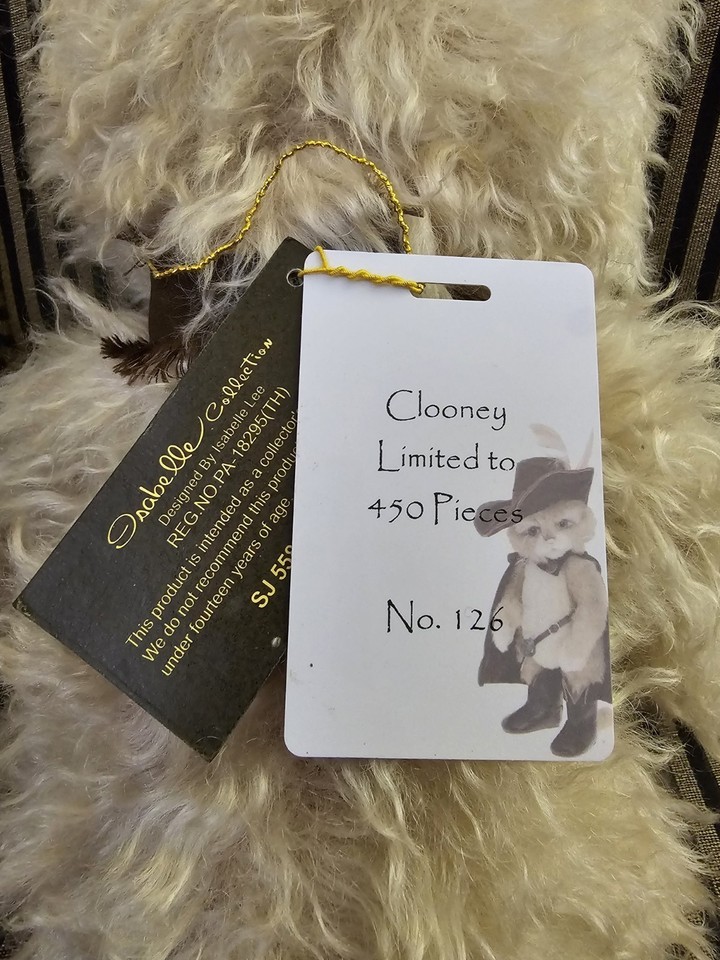 Isabelle Collection
Designed By Isabelle Lee
REG.NO.PA-18295(TH)
This product is intended as a collector
We do not recommend this
under fourteen years of age
SJ
Clooney
Limited to
450 Pieces
No. 126